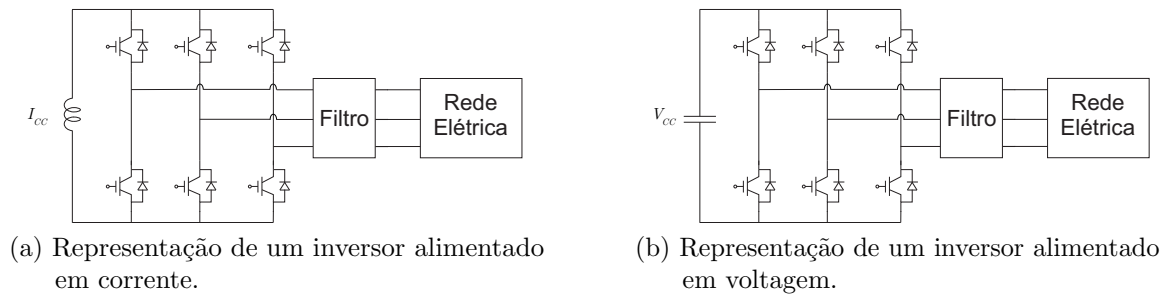 I_cc
Filtro
Rede
Elétrica
(a) Representação de um inversor alimentado
em corrente.
V_cc
Filtro
Rede
Elétrica
(b) Representação de um inversor alimentado
em voltagem.